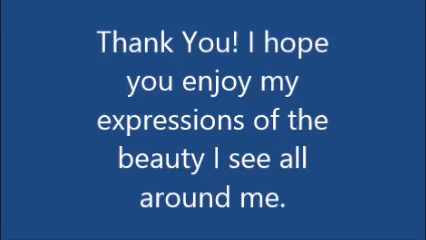 Thank You! I hope
you enjoy my
expressions of the
beauty I see all
around me.